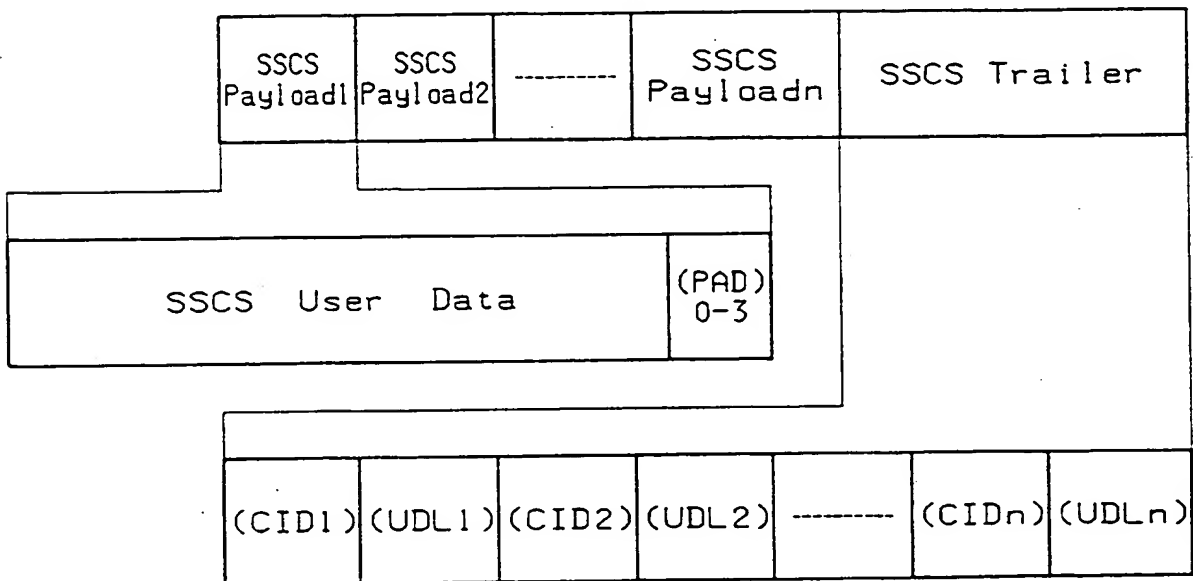 SSCS Payload1
SSCS Payload2
---------
SSCS Payloadn
SSCS Trailer
SSCS User Data
(PAD) 0-3
(CID1)
(UDL1)
(CID2)
(UDL2)
---------
(CIDn)
(UDLn)